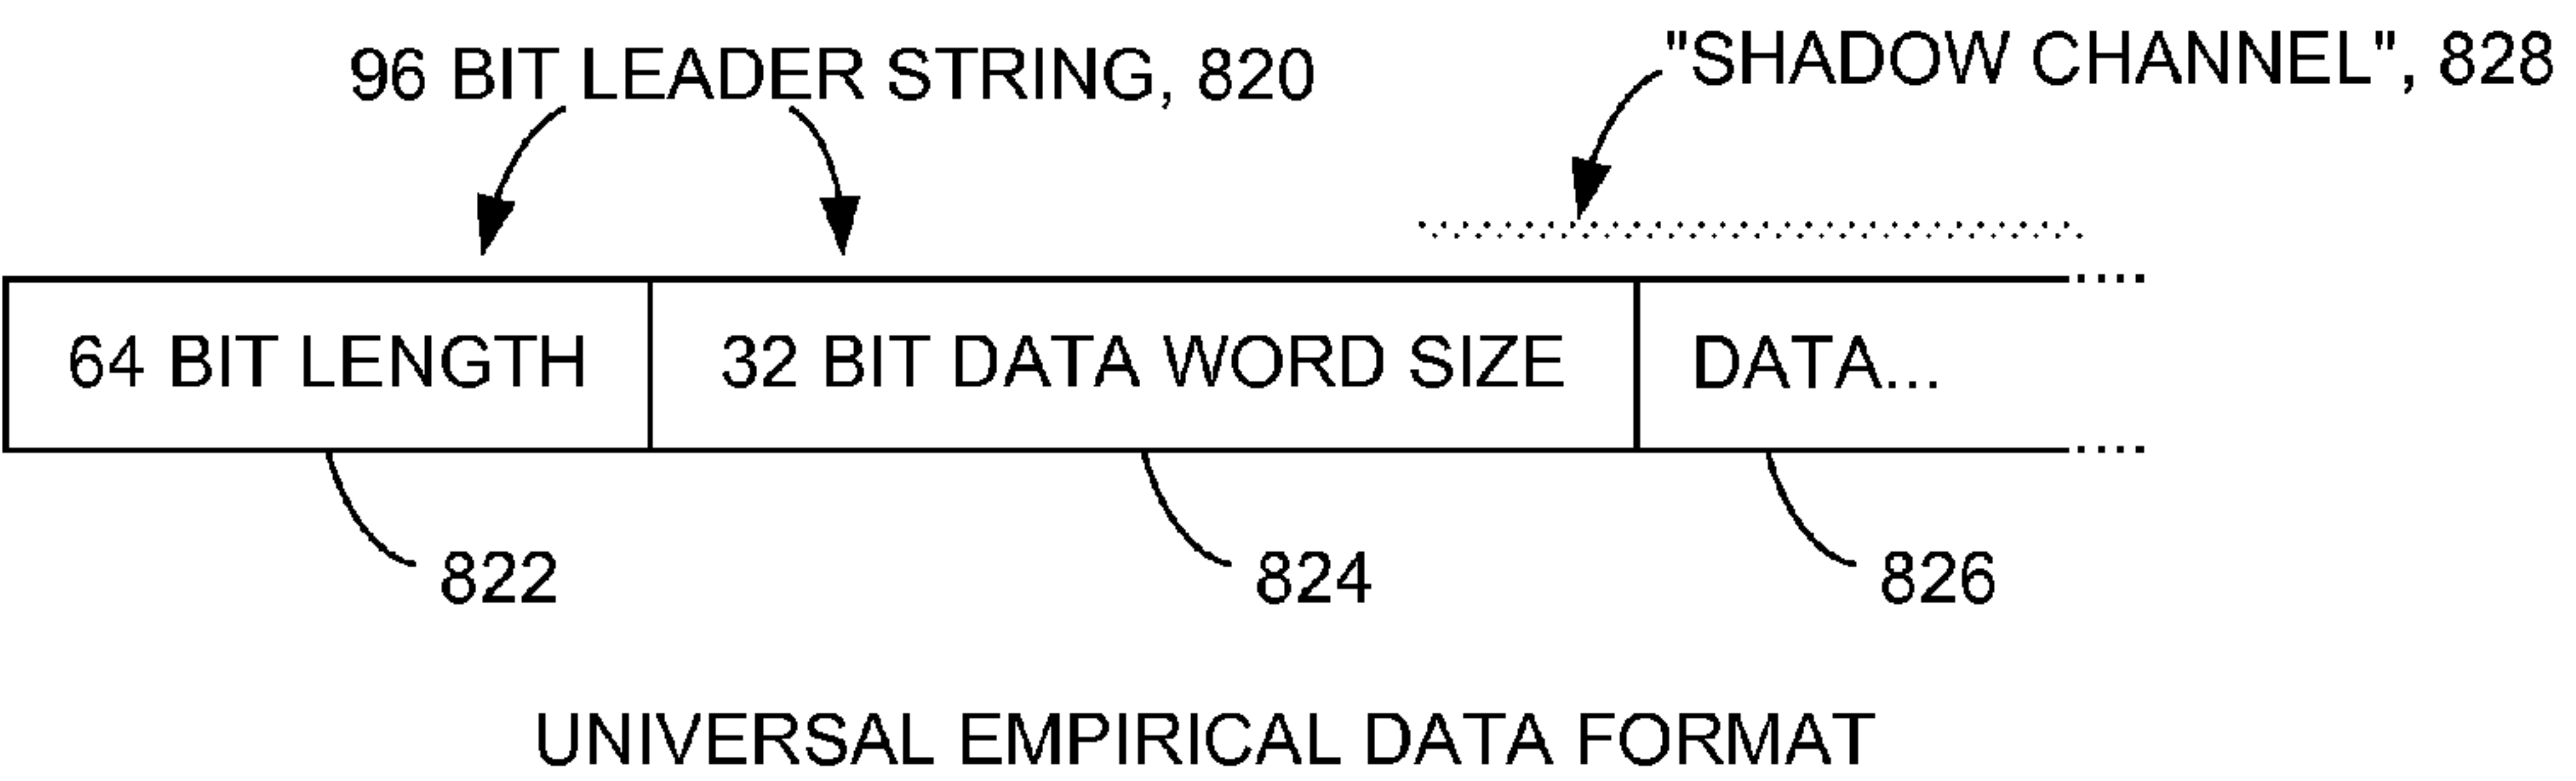 96 BIT LEADER STRING, 820
"SHADOW CHANNEL", 828
64 BIT LENGTH
32 BIT DATA WORD SIZE
DATA...
822
824
826
UNIVERSAL EMPIRICAL DATA FORMAT